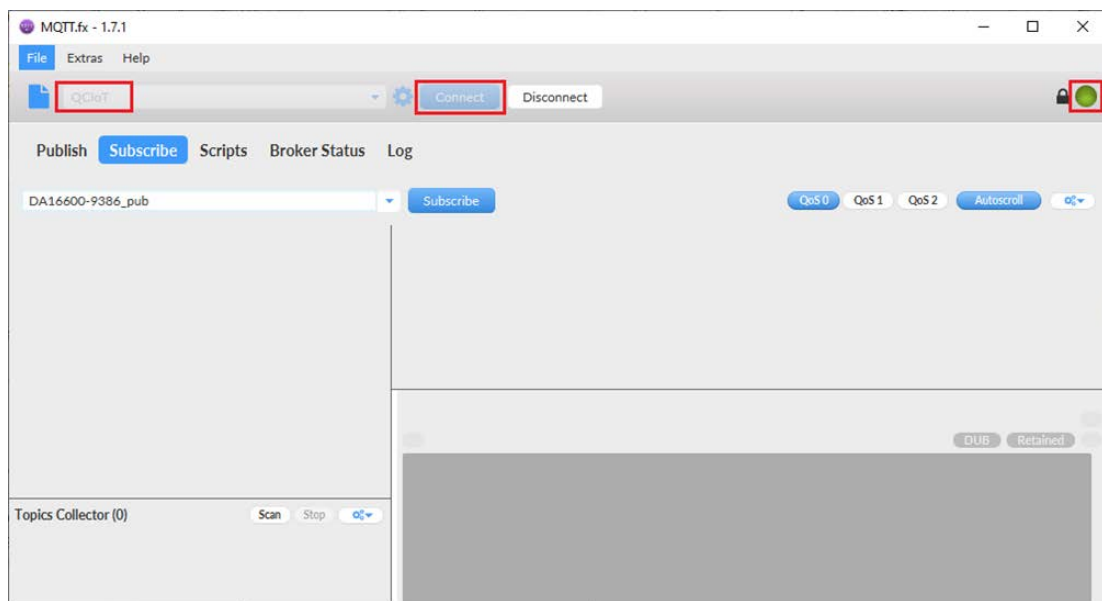 MQTT.fx - 1.7.1
File Extras Help
QCIoT Connect Disconnect
Publish Subscribe Scripts Broker Status Log
DA16600-9386_pub Subscribe QoS 0 QoS 1 QoS 2 Autoscroll
DUB Retained
Topics Collector (0) Scan Stop